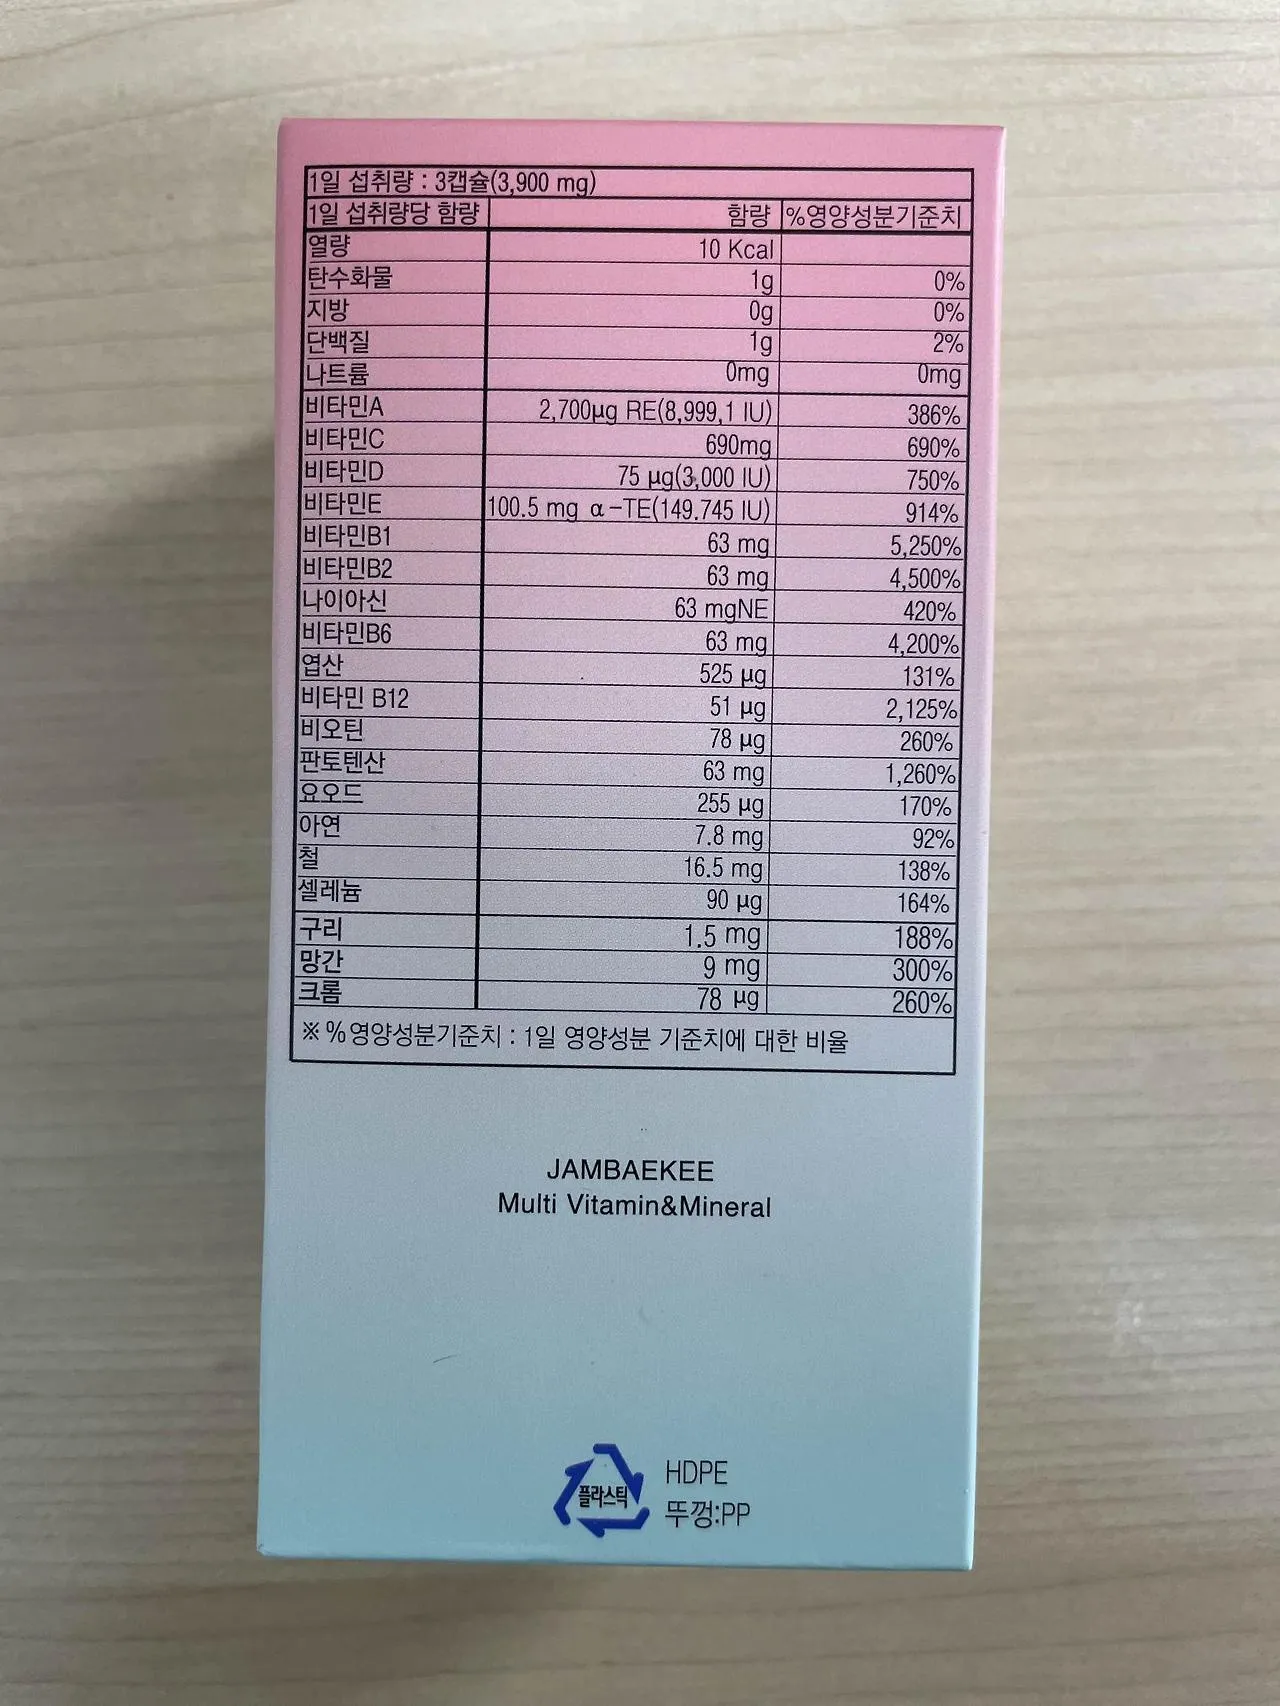 1일 섭취량 : 3캡슐(3,900 mg)
1일 섭취량당 함량 함량 %영양성분기준치
열량 10 Kcal
탄수화물 1g 0%
지방 0g 0%
단백질 1g 2%
나트륨 0mg 0mg
비타민A 2,700μg RE(8,999,1 IU) 386%
비타민C 690mg 690%
비타민D 75 μg(3,000 IU) 750%
비타민E 100.5 mg α-TE(149.745 IU) 914%
비타민B1 63 mg 5,250%
비타민B2 63 mg 4,500%
나이아신 63 mgNE 420%
비타민B6 63 mg 4,200%
엽산 525 μg 131%
비타민 B12 51 μg 2,125%
비오틴 78 μg 260%
판토텐산 63 mg 1,260%
요오드 255 μg 170%
아연 7.8 mg 92%
철 16.5 mg 138%
셀레늄 90 μg 164%
구리 1.5 mg 188%
망간 9 mg 300%
크롬 78 μg 260%
※ %영양성분기준치 : 1일 영양성분 기준치에 대한 비율
JAMBAEKEE
Multi Vitamin&Mineral
플라스틱
HDPE
뚜껑:PP